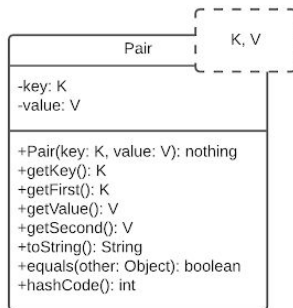 Pair
K, V
-key: K
-value: V
+Pair(key: K, value: V): nothing
+getKey(): K
+getFirst(): K
+getValue(): V
+getSecond(): V
+toString(): String
+equals(other: Object): boolean
+hashCode(): int